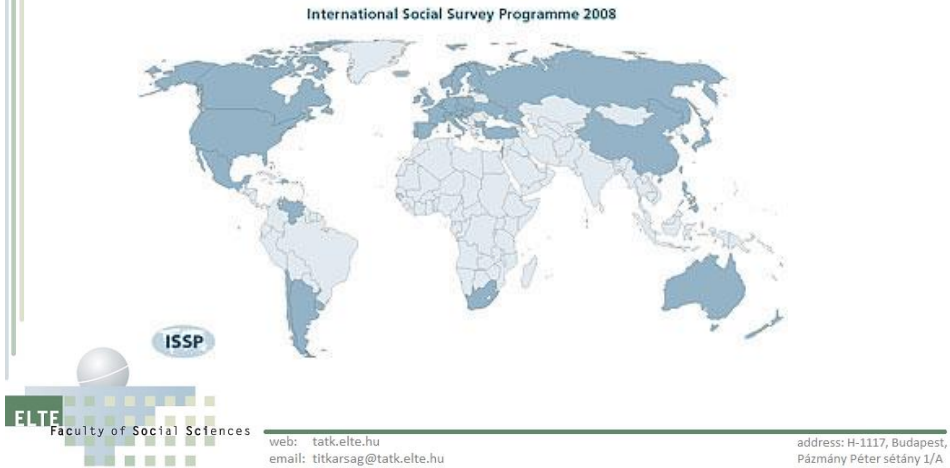 International Social Survey Programme 2008
ISSP
ELTE
Faculty of Social Sciences
web: tatk.elte.hu
email: titkarsag@tatk.elte.hu
address: H-1117, Budapest,
Pázmány Péter sétány 1/A